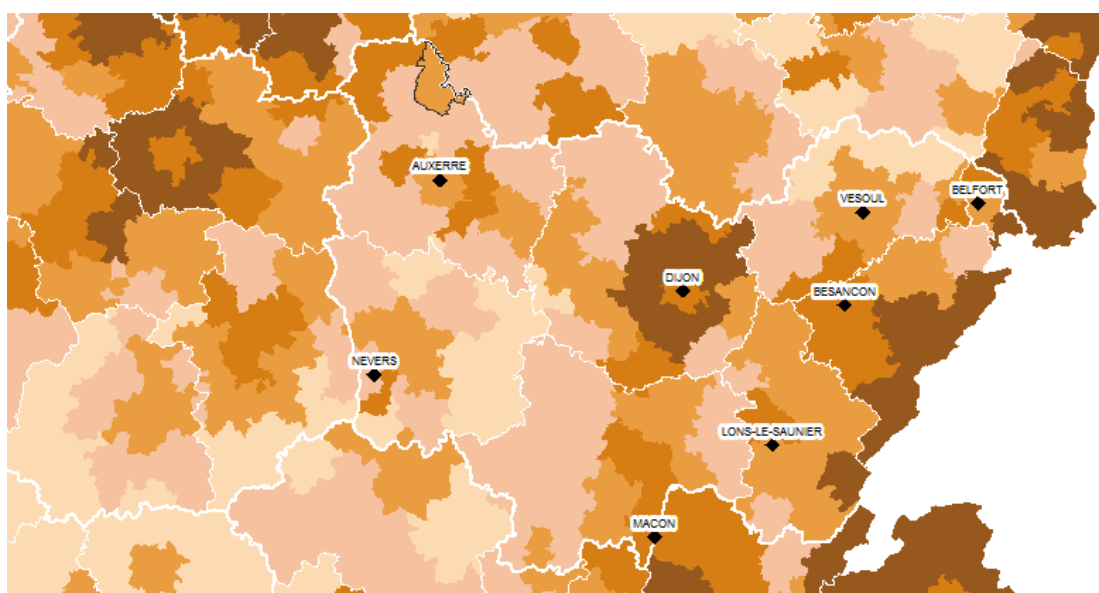 AUXERRE
BELFORT
VESOUL
DIJON
BESANCON
NEVERS
LONS-LE-SAUNIER
MACON